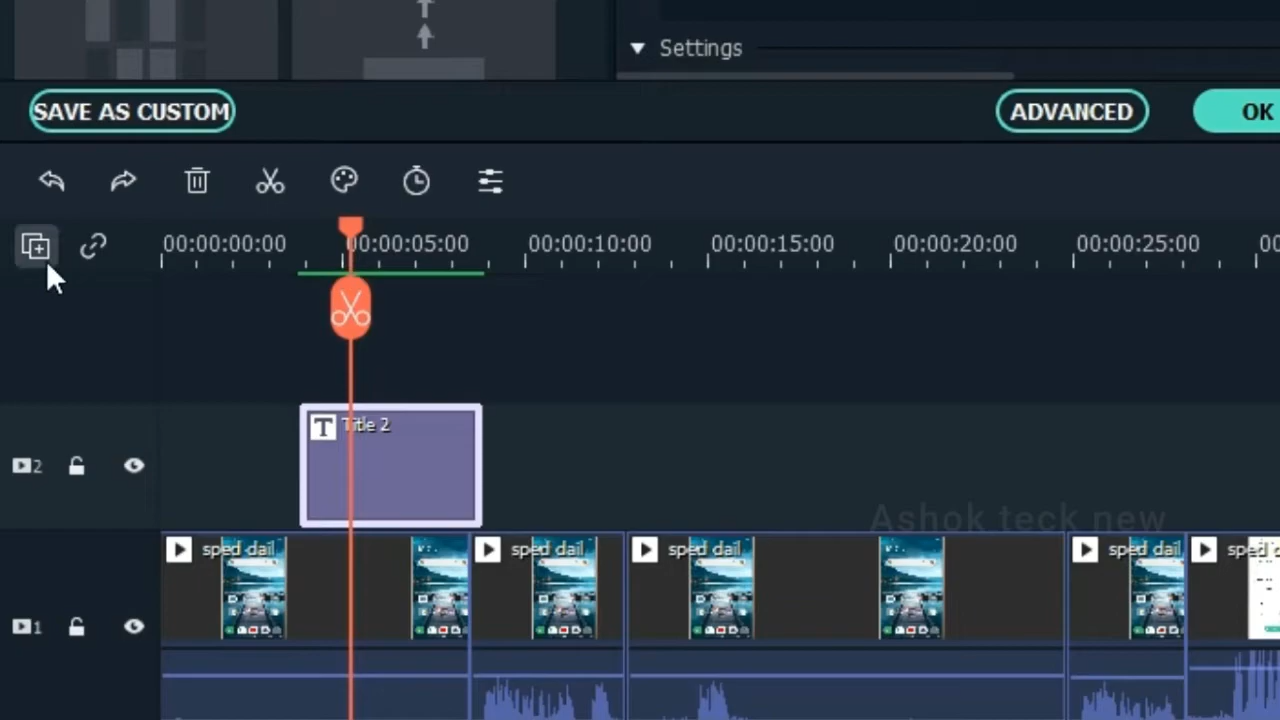 Settings
SAVE AS CUSTOM
ADVANCED
OK
00:00:00:00 00:00:05:00 00:00:10:00 00:00:15:00 00:00:20:00 00:00:25:00 00
T Title 2
2
Ashok teck new
sped dail sped dail sped dail sped dail sped
1